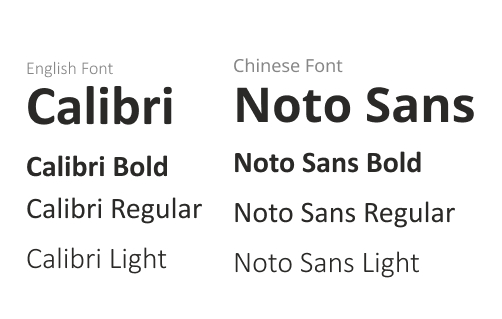 English Font
Calibri
Calibri Bold
Calibri Regular
Calibri Light
Chinese Font
Noto Sans
Noto Sans Bold
Noto Sans Regular
Noto Sans Light